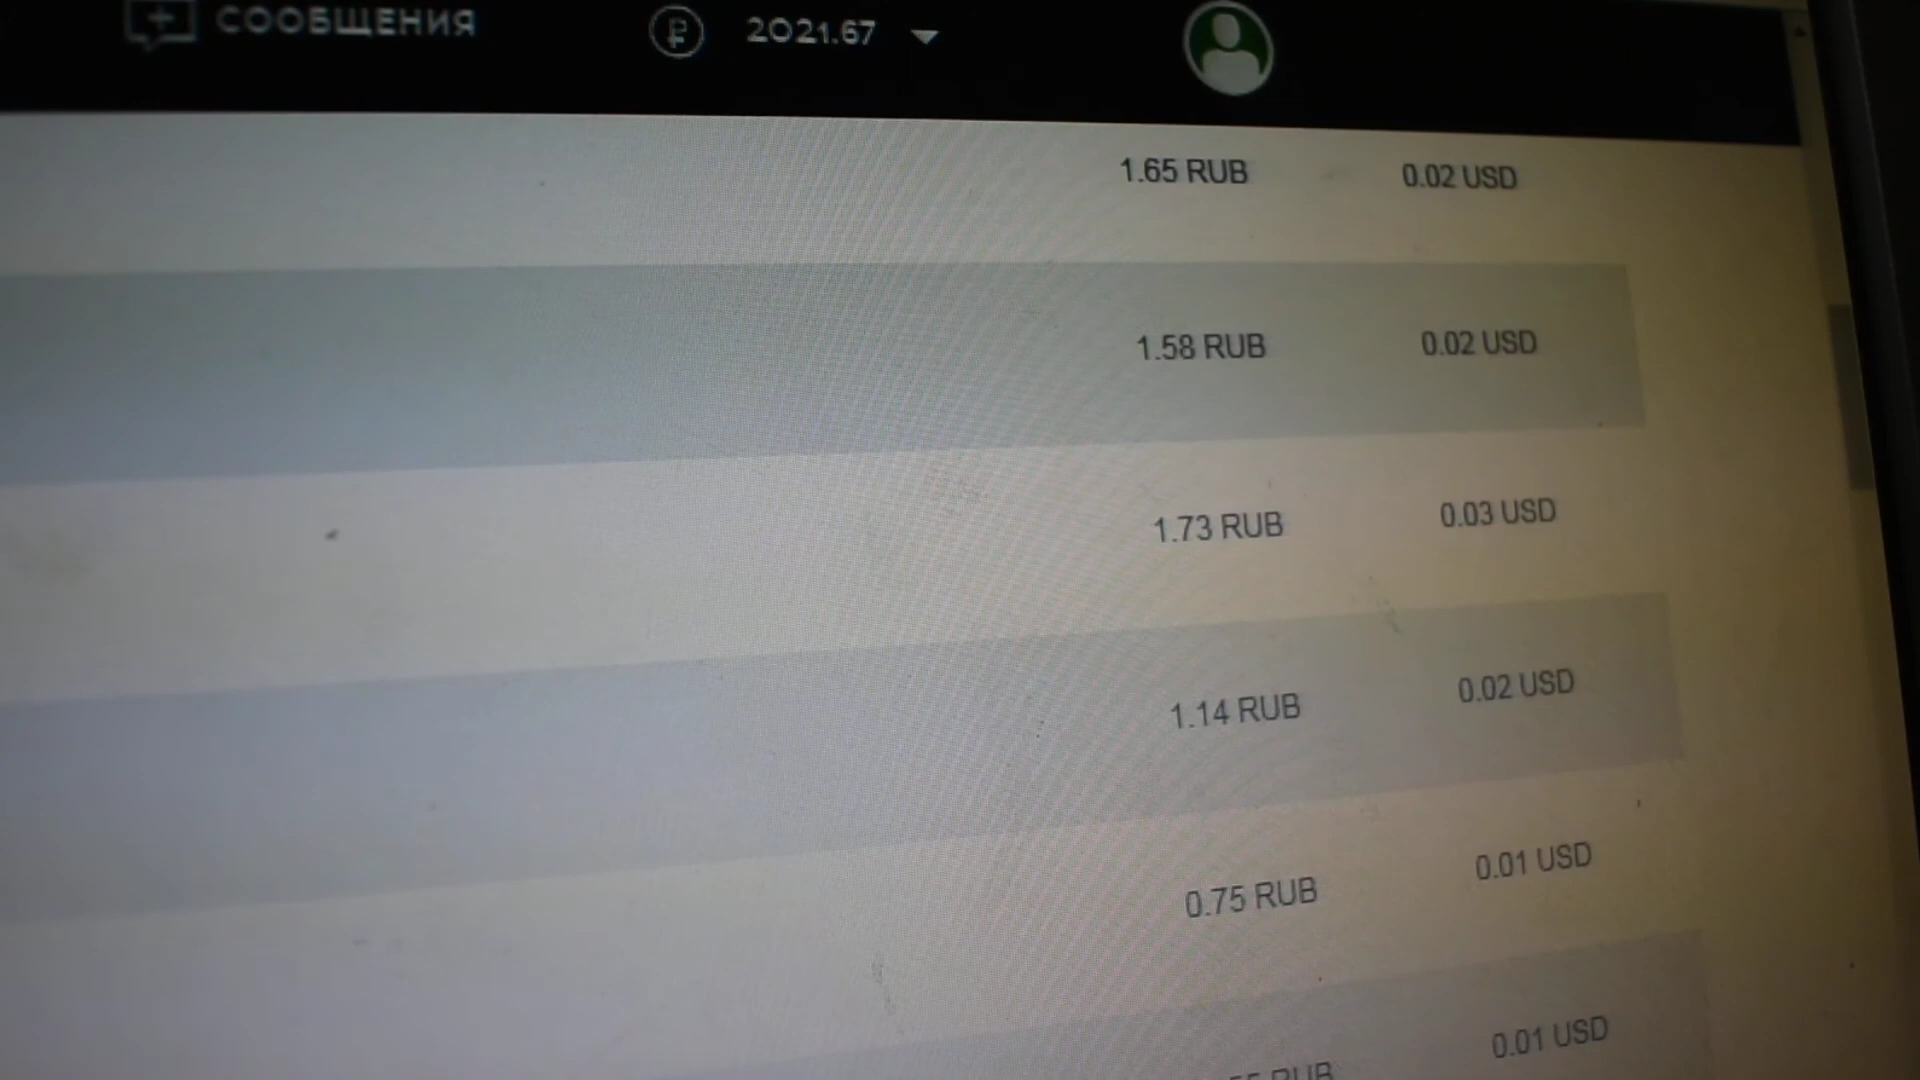 СООБЩЕНИЯ 2021.67
1.65 RUB 0.02 USD
1.58 RUB 0.02 USD
1.73 RUB 0.03 USD
1.14 RUB 0.02 USD
0.75 RUB 0.01 USD
RUB 0.01 USD